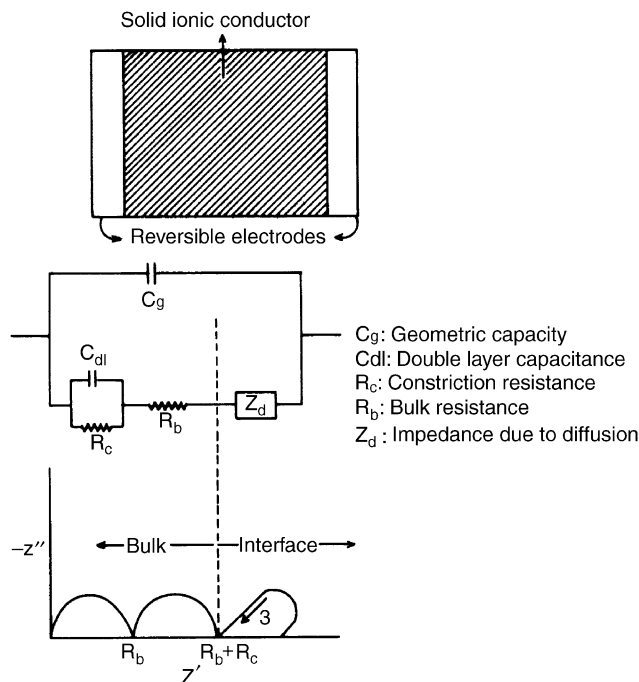 Solid ionic conductor
Reversible electrodes
Cg
Cdl
Rc
Rb
Zd
Cg: Geometric capacity
Cdl: Double layer capacitance
Rc: Constriction resistance
Rb: Bulk resistance
Zd: Impedance due to diffusion
−z″
Bulk
Interface
3
Rb
Rb+Rc
Z′